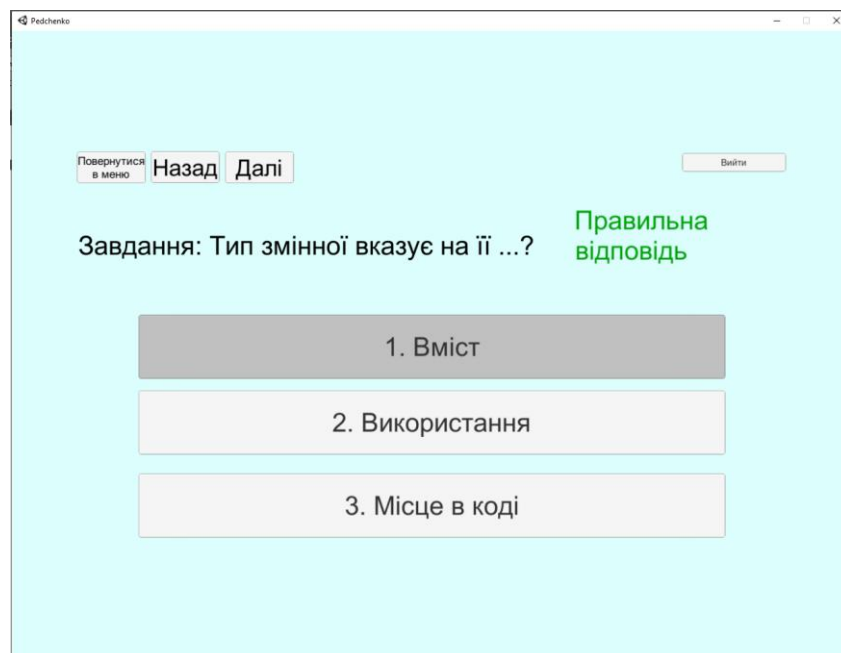 Pedchenko
Повернутися
в меню
Назад
Далі
Вийти
Правильна
відповідь
Завдання: Тип змінної вказує на її ...?
1. Вміст
2. Використання
3. Місце в коді